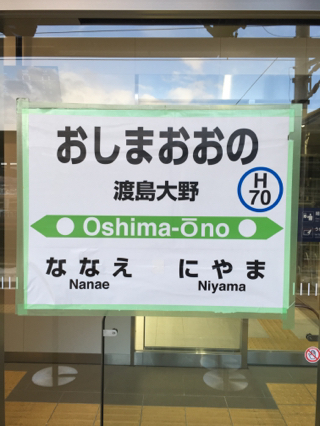 おしまおおの
渡島大野
H
70
Oshima-Ōno
ななえ にやま
Nanae Niyama